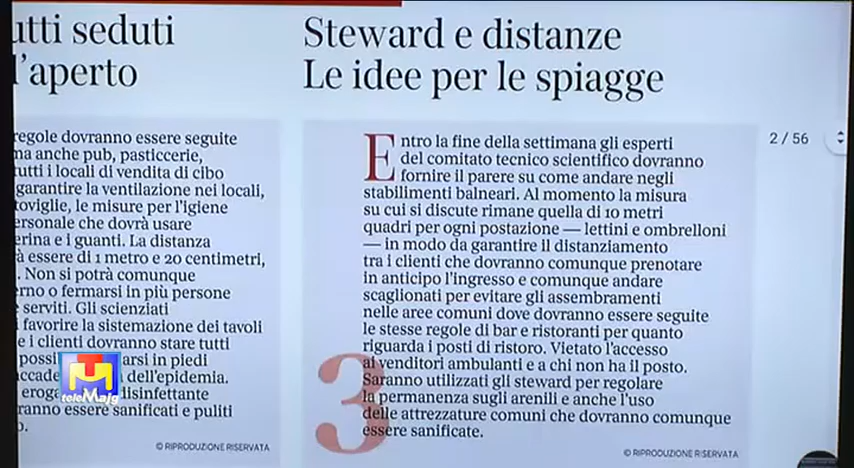 utti seduti
l'aperto
regole dovranno essere seguite
ma anche pub, pasticcerie,
tutti i locali di vendita di cibo
garantire la ventilazione nei locali,
toviglie, le misure per l'igiene
ersonale che dovrà usare
erina e i guanti. La distanza
à essere di 1 metro e 20 centimetri,
. Non si potrà comunque
erno o fermarsi in più persone
e serviti. Gli scienziati
i favorire la sistemazione dei tavoli
e i clienti dovranno stare tutti
possi arsi in piedi
accade dell'epidemia.
eroga disinfettante
ranno essere sanificati e puliti
o.
© RIPRODUZIONE RISERVATA
Steward e distanze
Le idee per le spiagge
Entro la fine della settimana gli esperti
del comitato tecnico scientifico dovranno
fornire il parere su come andare negli
stabilimenti balneari. Al momento la misura
su cui si discute rimane quella di 10 metri
quadri per ogni postazione — lettini e ombrelloni
— in modo da garantire il distanziamento
tra i clienti che dovranno comunque prenotare
in anticipo l'ingresso e comunque andare
scaglionati per evitare gli assembramenti
nelle aree comuni dove dovranno essere seguite
le stesse regole di bar e ristoranti per quanto
riguarda i posti di ristoro. Vietato l'accesso
ai venditori ambulanti e a chi non ha il posto.
Saranno utilizzati gli steward per regolare
la permanenza sugli arenili e anche l'uso
delle attrezzature comuni che dovranno comunque
essere sanificate.
3
© RIPRODUZIONE RISERVATA
2 / 56
teleMajg